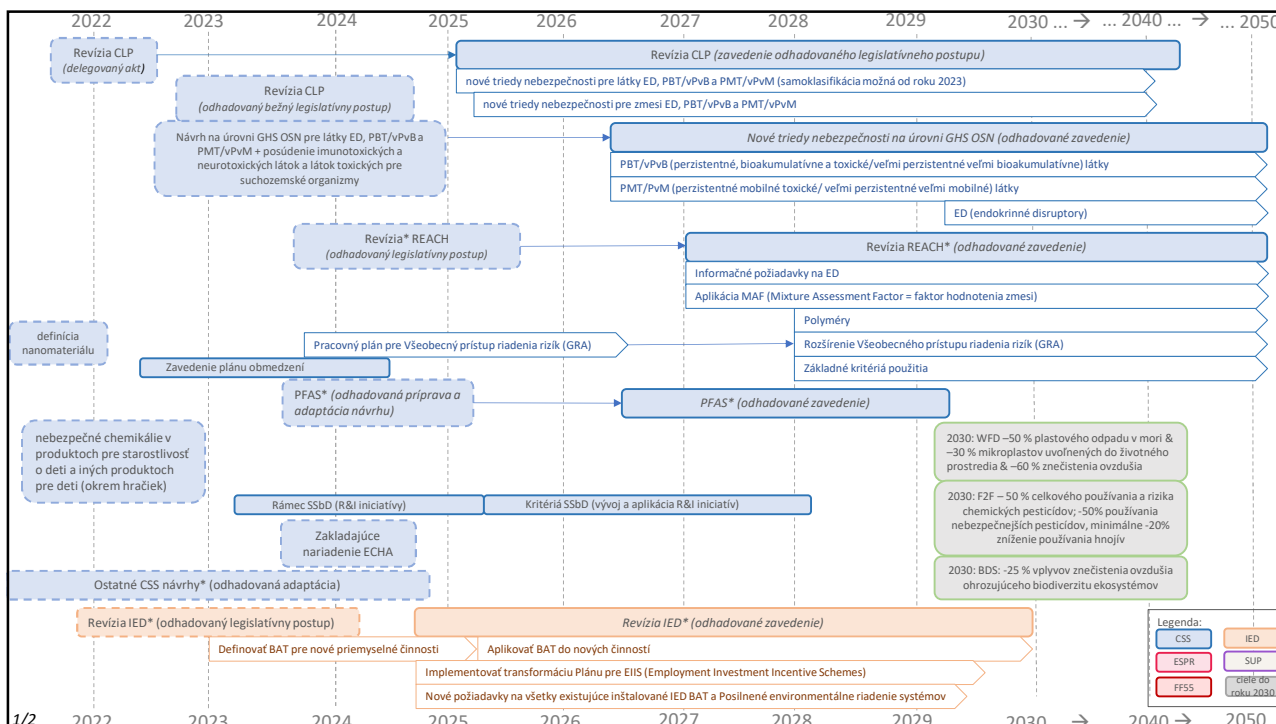 2022 2023 2024 2025 2026 2027 2028 2029 2030 ... → ... 2040 ... → ... 2050
Revízia CLP
(delegovaný akt)
Revízia CLP (zavedenie odhadovaného legislatívneho postupu)
nové triedy nebezpečnosti pre látky ED, PBT/vPvB a PMT/vPvM (samoklasifikácia možná od roku 2023)
Revízia CLP
(odhadovaný bežný legislatívny postup)
nové triedy nebezpečnosti pre zmesi ED, PBT/vPvB a PMT/vPvM
Návrh na úrovni GHS OSN pre látky ED, PBT/vPvB a
PMT/vPvM + posúdenie imunotoxických a
neurotoxických látok a látok toxických pre
suchozemské organizmy
Nové triedy nebezpečnosti na úrovni GHS OSN (odhadované zavedenie)
PBT/vPvB (perzistentné, bioakumulatívne a toxické/veľmi perzistentné veľmi bioakumulatívne) látky
PMT/PvM (perzistentné mobilné toxické/ veľmi perzistentné veľmi mobilné) látky
ED (endokrinné disruptory)
Revízia* REACH
(odhadovaný legislatívny postup)
Revízia REACH* (odhadované zavedenie)
Informačné požiadavky na ED
Aplikácia MAF (Mixture Assessment Factor = faktor hodnotenia zmesi)
definícia
nanomateriálu
Polyméry
Pracovný plán pre Všeobecný prístup riadenia rizík (GRA)
Rozšírenie Všeobecného prístupu riadenia rizík (GRA)
Zavedenie plánu obmedzení
Základné kritériá použitia
PFAS* (odhadovaná príprava a
adaptácia návrhu)
PFAS* (odhadované zavedenie)
nebezpečné chemikálie v
produktoch pre starostlivosť
o deti a iných produktoch
pre deti (okrem hračiek)
2030: WFD –50 % plastového odpadu v mori &
–30 % mikroplastov uvoľnených do životného
prostredia & –60 % znečistenia ovzdušia
Rámec SSbD (R&I iniciatívy)
Kritériá SSbD (vývoj a aplikácia R&I iniciatív)
2030: F2F – 50 % celkového používania a rizika
chemických pesticídov; -50% používania
nebezpečnejších pesticídov, minimálne -20%
zníženie používania hnojív
Zakladajúce
nariadenie ECHA
2030: BDS: -25 % vplyvov znečistenia ovzdušia
ohrozujúceho biodiverzitu ekosystémov
Ostatné CSS návrhy* (odhadovaná adaptácia)
Revízia IED* (odhadovaný legislatívny postup)
Revízia IED* (odhadované zavedenie)
Definovať BAT pre nové priemyselné činnosti
Aplikovať BAT do nových činností
Implementovať transformáciu Plánu pre EIIS (Employment Investment Incentive Schemes)
Nové požiadavky na všetky existujúce inštalované IED BAT a Posilnené environmentálne riadenie systémov
Legenda:
CSS IED
ESPR SUP
FF55 ciele do
roku 2030
1/2 2022 2023 2024 2025 2026 2027 2028 2029 2030 → 2040 → 2050